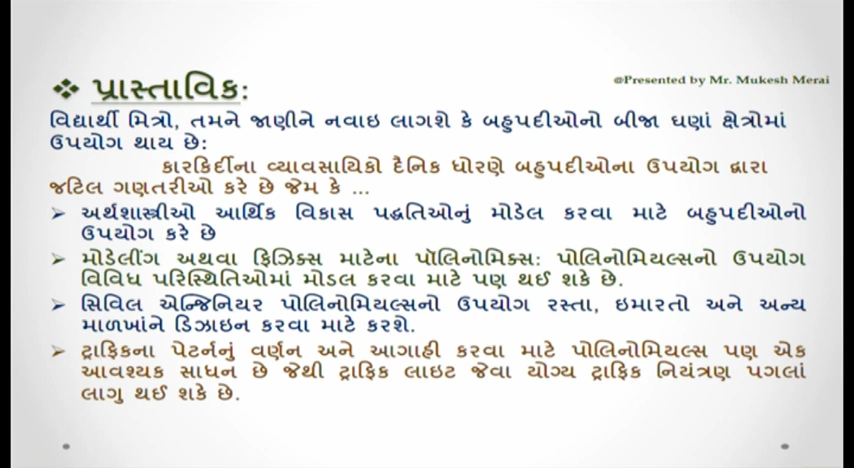 ❖ પ્રાસ્તાવિક:
@Presented by Mr. Mukesh Merai
વિદ્યાર્થી મિત્રો, તમને જાણીને નવાઇ લાગશે કે બહુપદીઓનો બીજા ઘણાં ક્ષેત્રોમાં
ઉપયોગ થાય છે:
કારકિર્દીના વ્યાવસાયિકો દૈનિક ધોરણે બહુપદીઓના ઉપયોગ દ્વારા
જટિલ ગણતરીઓ કરે છે જેમ કે ...
➢ અર્થશાસ્ત્રીઓ આર્થિક વિકાસ પદ્ધતિઓનું મોડેલ કરવા માટે બહુપદીઓનો
ઉપયોગ કરે છે
➢ મોડેલીંગ અથવા ફિઝિક્સ માટેના પૉલિનોમિક્સ: પોલિનોમિયલ્સનો ઉપયોગ
વિવિધ પરિસ્થિતિઓમાં મોડલ કરવા માટે પણ થઈ શકે છે.
➢ સિવિલ એન્જિનિયર પોલિનોમિયલ્સનો ઉપયોગ રસ્તા, ઇમારતો અને અન્ય
માળખાંને ડિઝાઇન કરવા માટે કરશે.
➢ ટ્રાફિકના પેટર્નનું વર્ણન અને આગાહી કરવા માટે પોલિનોમિયલ્સ પણ એક
આવશ્યક સાધન છે જેથી ટ્રાફિક લાઇટ જેવા યોગ્ય ટ્રાફિક નિયંત્રણ પગલાં
લાગુ થઈ શકે છે.